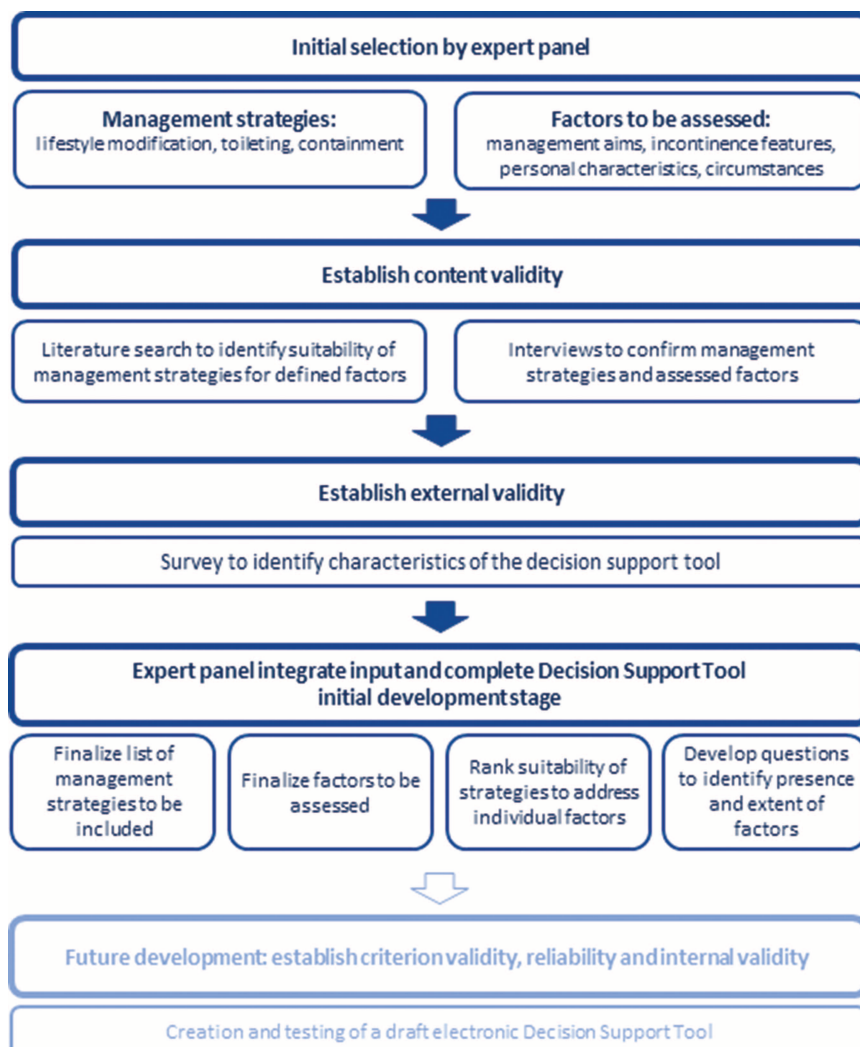 Initial selection by expert panel
Management strategies:
lifestyle modification, toileting, containment
Factors to be assessed:
management aims, incontinence features,
personal characteristics, circumstances
Establish content validity
Literature search to identify suitability of
management strategies for defined factors
Interviews to confirm management
strategies and assessed factors
Establish external validity
Survey to identify characteristics of the decision support tool
Expert panel integrate input and complete Decision Support Tool
initial development stage
Finalize list of
management
strategies to be
included
Finalize factors to be
assessed
Rank suitability of
strategies to address
individual factors
Develop questions
to identify presence
and extent of
factors
Future development: establish criterion validity, reliability and internal validity
Creation and testing of a draft electronic Decision Support Tool